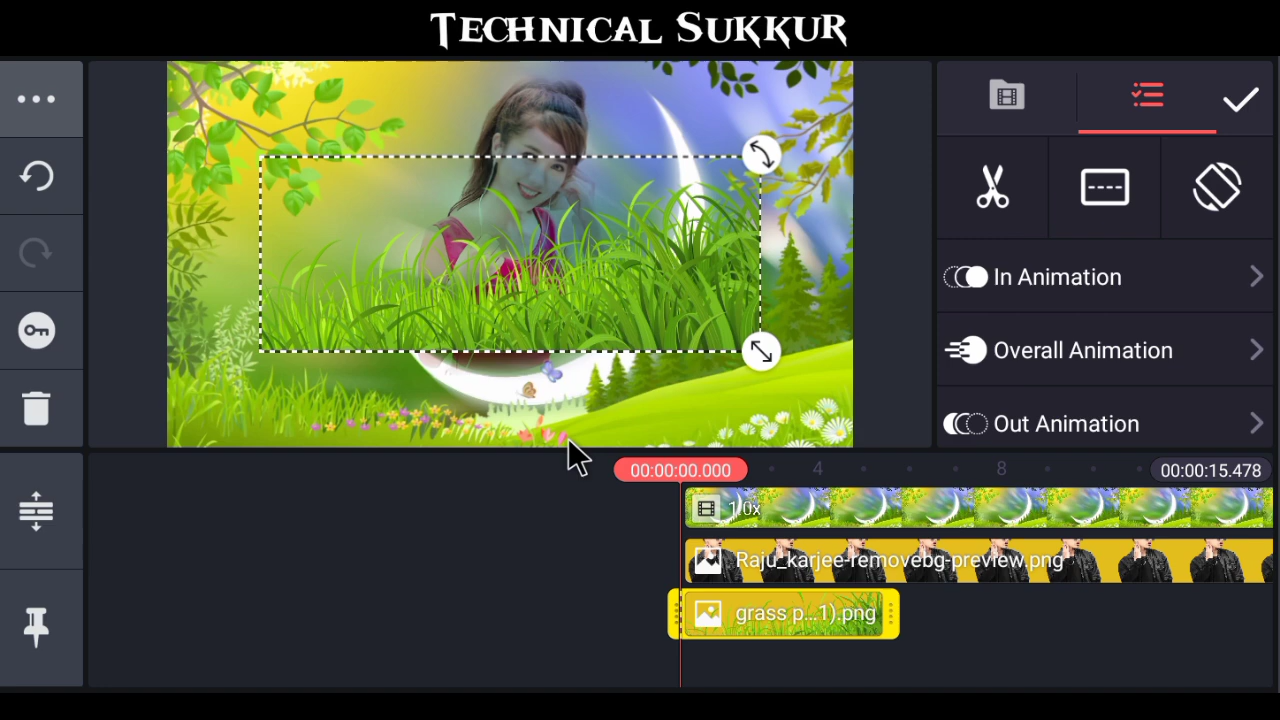 TECHNICAL SUKKUR
In Animation
Overall Animation
Out Animation
00:00:00.000
4
8
00:00:15.478
1.0x
Raju_karjee-removebg-preview.png
grass p...1).png